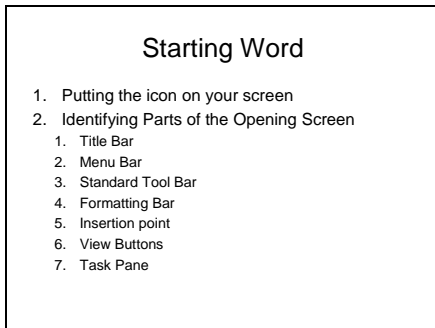 Starting Word
1. Putting the icon on your screen
2. Identifying Parts of the Opening Screen
1. Title Bar
2. Menu Bar
3. Standard Tool Bar
4. Formatting Bar
5. Insertion point
6. View Buttons
7. Task Pane